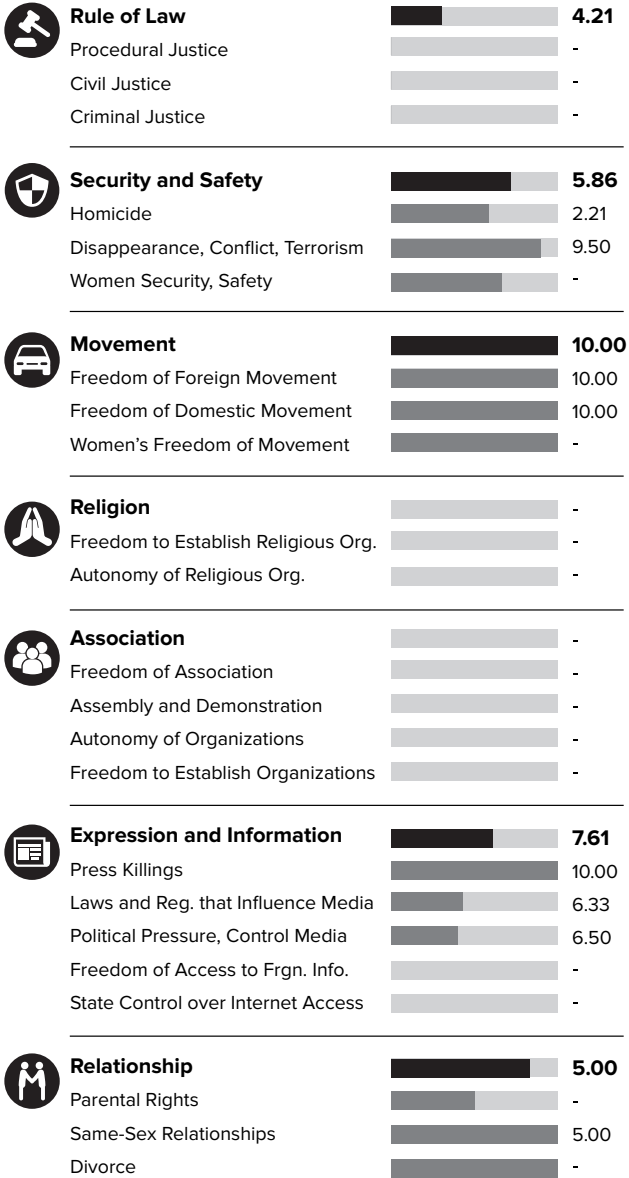 Rule of Law 4.21
Procedural Justice -
Civil Justice -
Criminal Justice -
Security and Safety 5.86
Homicide 2.21
Disappearance, Conflict, Terrorism 9.50
Women Security, Safety -
Movement 10.00
Freedom of Foreign Movement 10.00
Freedom of Domestic Movement 10.00
Women's Freedom of Movement -
Religion -
Freedom to Establish Religious Org. -
Autonomy of Religious Org. -
Association -
Freedom of Association -
Assembly and Demonstration -
Autonomy of Organizations -
Freedom to Establish Organizations -
Expression and Information 7.61
Press Killings 10.00
Laws and Reg. that Influence Media 6.33
Political Pressure, Control Media 6.50
Freedom of Access to Frgn. Info. -
State Control over Internet Access -
Relationship 5.00
Parental Rights -
Same-Sex Relationships 5.00
Divorce -